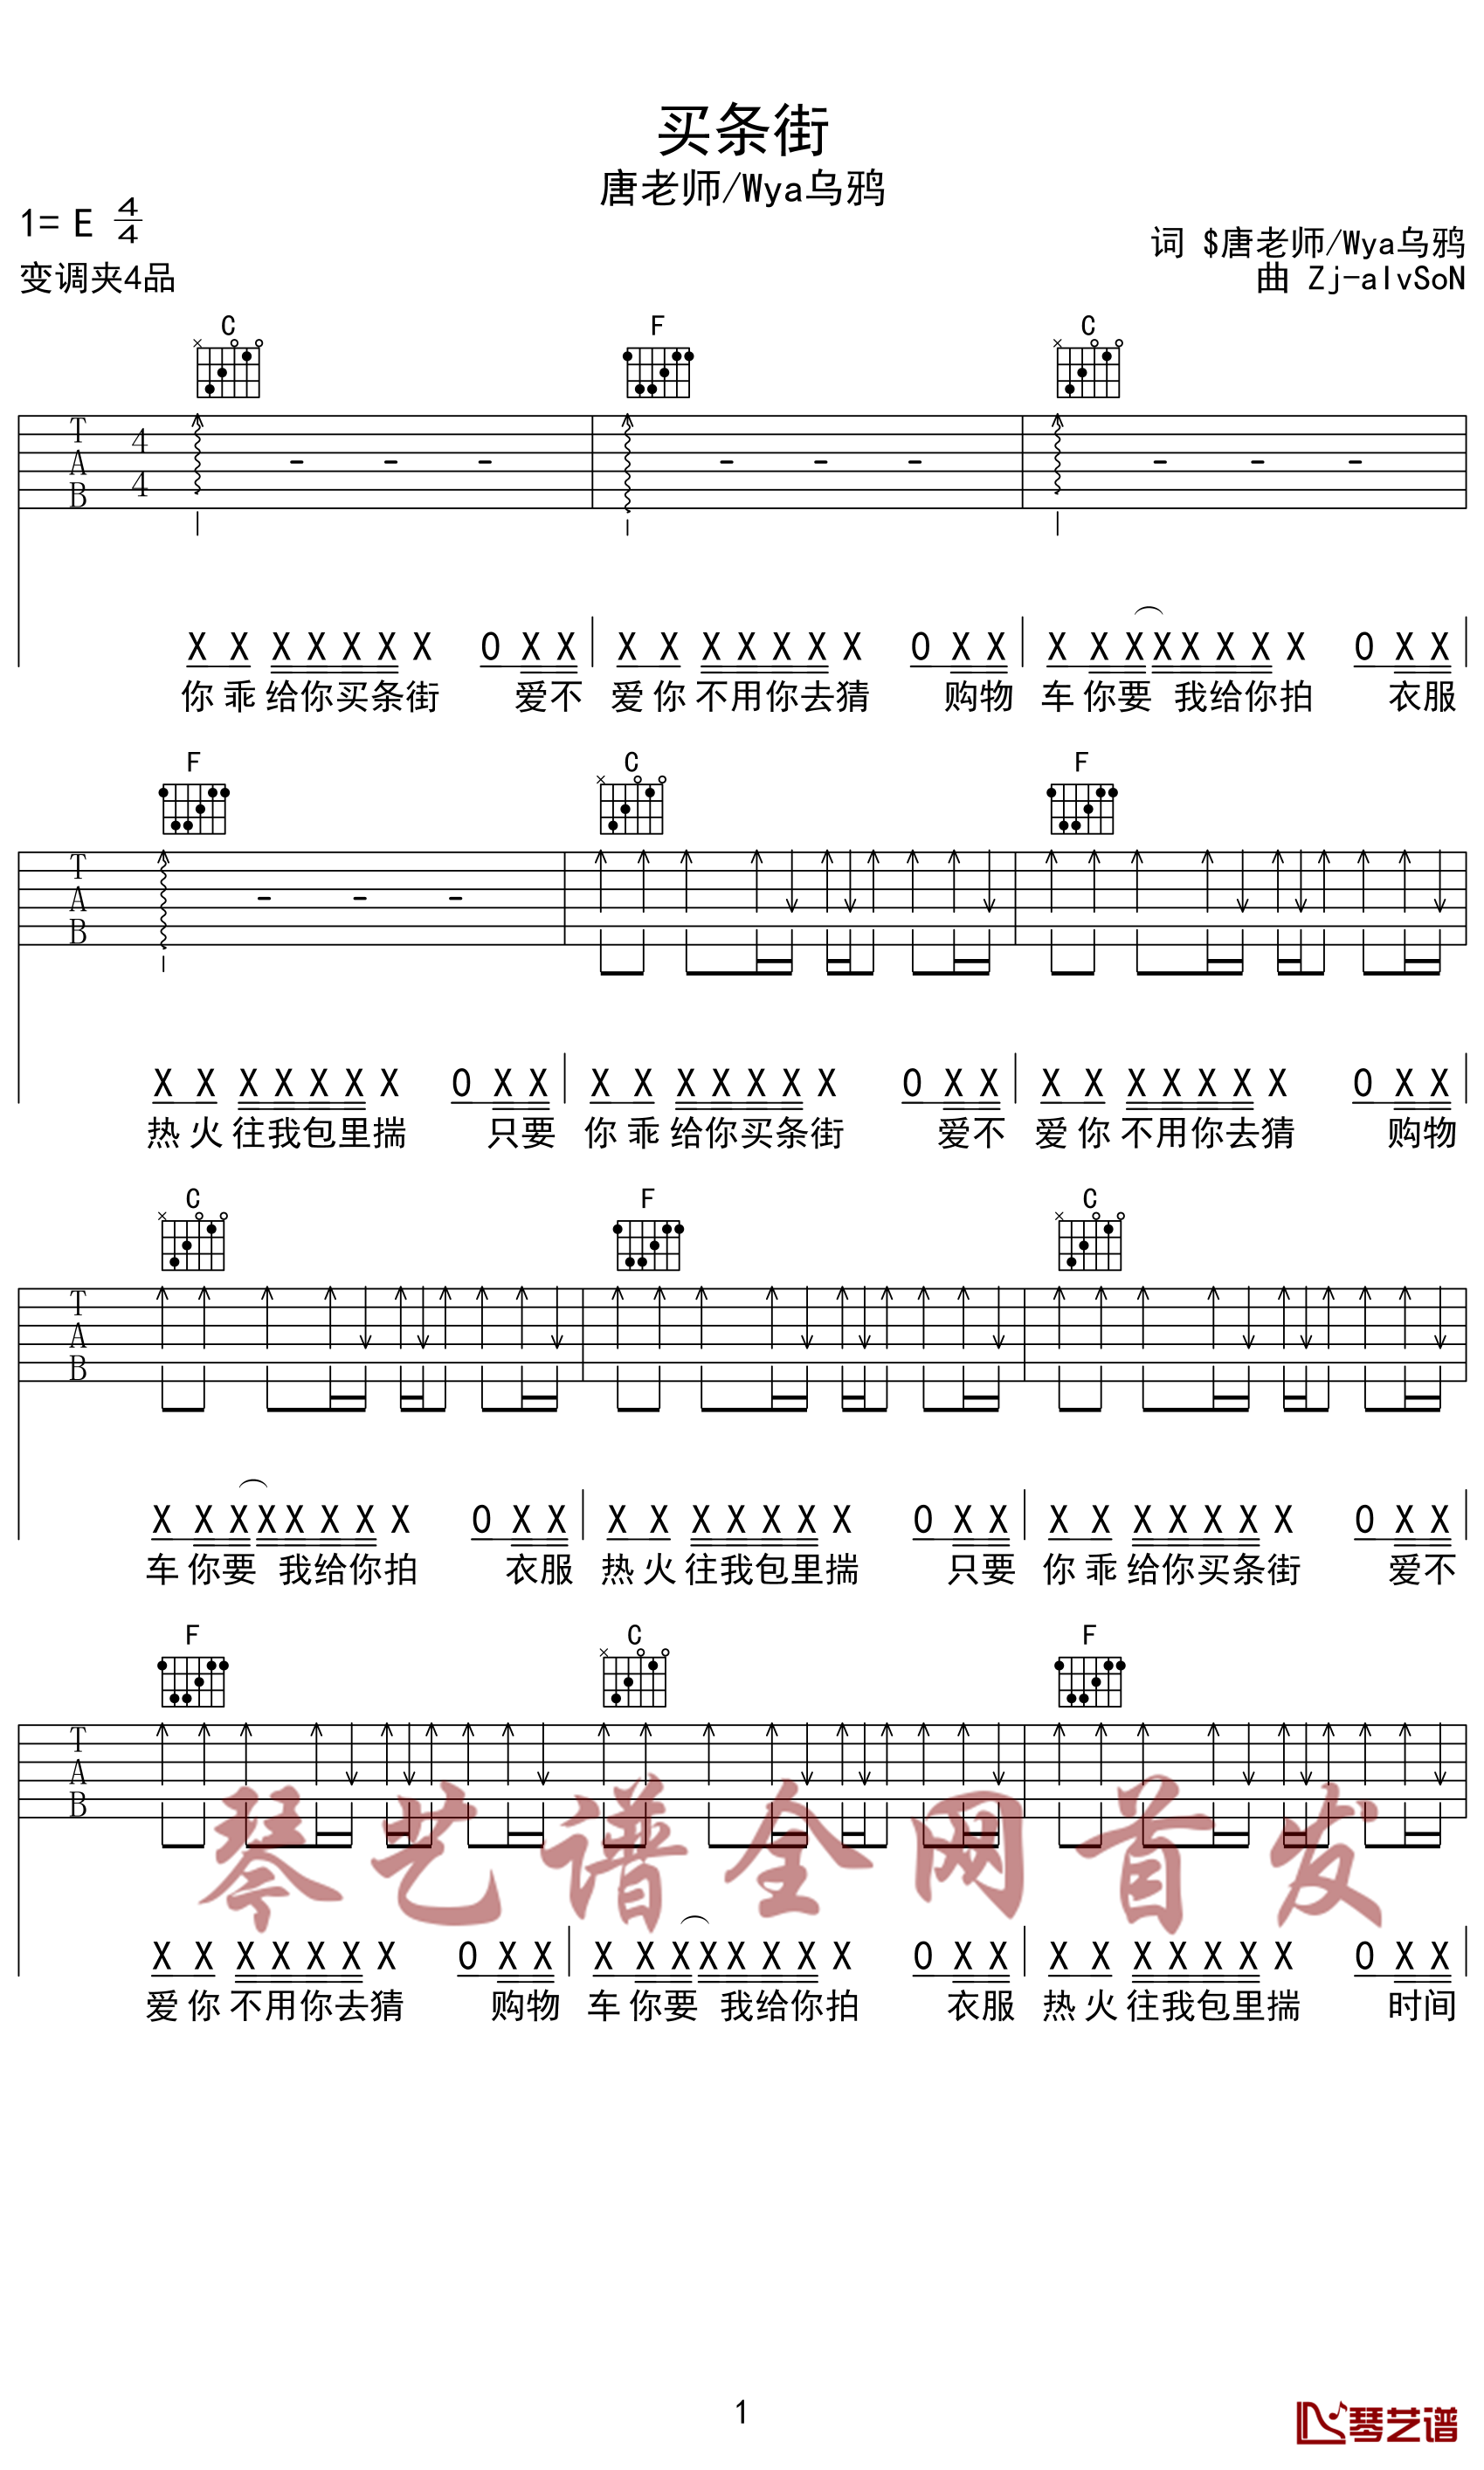 买条街
唐老师/Wya乌鸦
1= E 4/4
变调夹4品
词 $唐老师/Wya乌鸦
曲 Zj-aIvSoN
C F C
T A B 4 4
X X X X X X X 0 X X X X X X X X X 0 X X X X X X X X X X 0 X X
你乖给你买条街 爱不 爱你不用你去猜 购物 车你要 我给你拍 衣服
F C F
T A B
X X X X X X X 0 X X X X X X X X X 0 X X X X X X X X X 0 X X
热火往我包里揣 只要 你乖给你买条街 爱不 爱你不用你去猜 购物
C F C
T A B
X X X X X X X X 0 X X X X X X X X X 0 X X X X X X X X X 0 X X
车你要 我给你拍 衣服 热火往我包里揣 只要 你乖给你买条街 爱不
F C F
T A B
琴艺谱全网首发
X X X X X X X 0 X X X X X X X X X X 0 X X X X X X X X X 0 X X
爱你不用你去猜 购物 车你要 我给你拍 衣服 热火往我包里揣 时间
1
琴艺谱